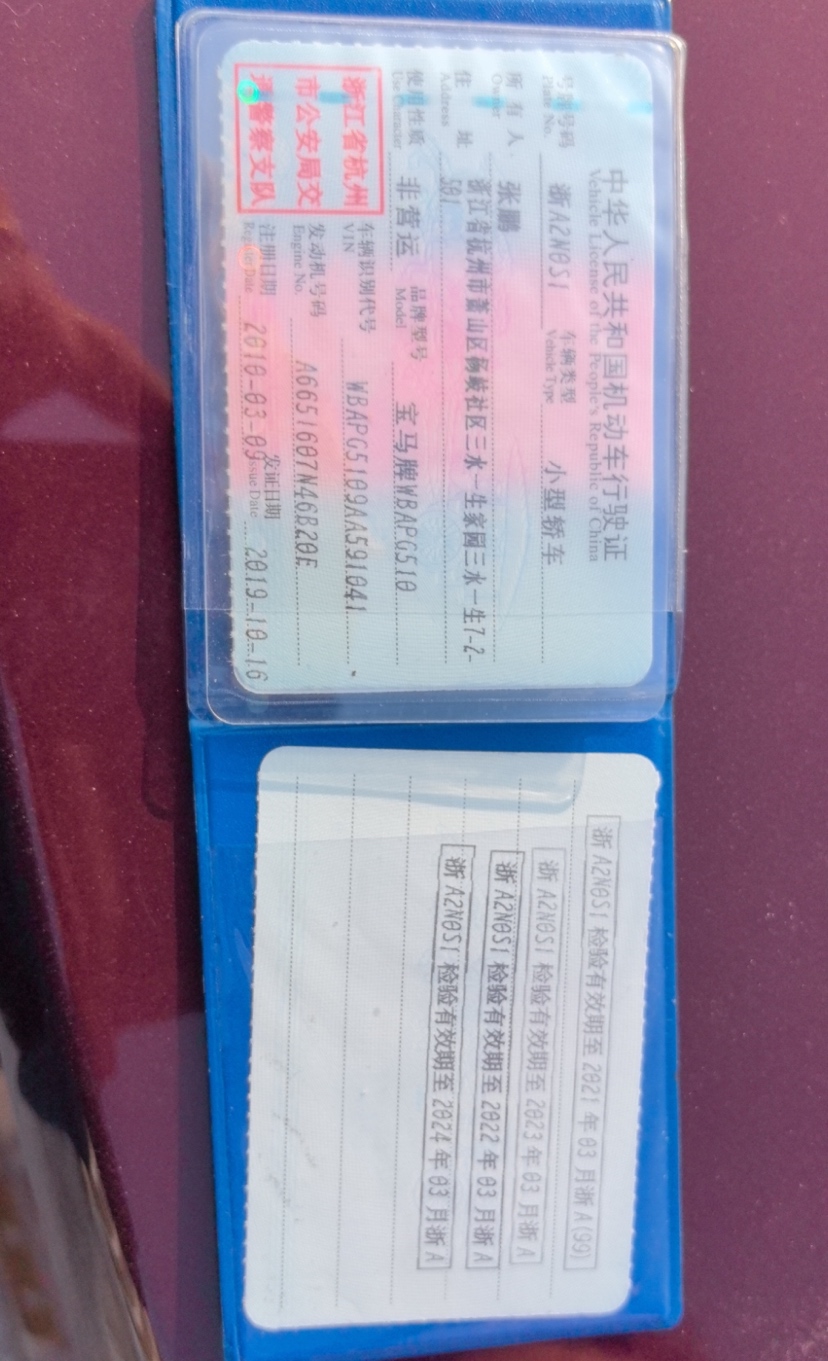 中华人民共和国机动车行驶证
Vehicle License of the People's Republic of China
号牌号码 浙A2N0S1 车辆类型 小型轿车
Plate No. Vehicle Type
所有人 张鹏
Owner
住址 浙江省杭州市萧山区杨岐社区三水一生家园三水一生7-2-
Address 501
使用性质 非营运 品牌型号 宝马牌WBAPG510
Use Character Model
浙江省杭州
市公安局交
通警察支队
车辆识别代号 WBAPG5109AA591041
VIN
发动机号码 A6651607N46B20E
Engine No.
注册日期 2010-03-09 发证日期 2019-10-16
Register Date Issue Date
浙A2N0S1检验有效期至2021年03月浙A(99)
浙A2N0S1检验有效期至2023年03月浙A
浙A2N0S1检验有效期至2022年03月浙A
浙A2N0S1检验有效期至2024年03月浙A